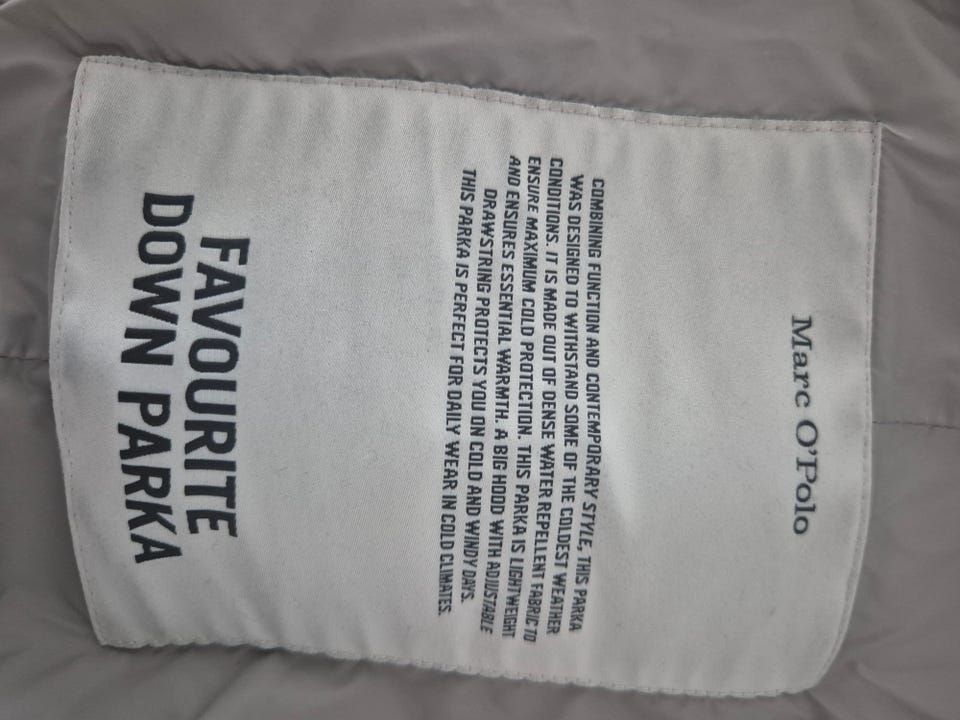 Marc O'Polo
COMBINING FUNCTION AND CONTEMPORARY STYLE, THIS PARKA
WAS DESIGNED TO WITHSTAND SOME OF THE COLDEST WEATHER
CONDITIONS. IT IS MADE OUT OF DENSE WATER REPELLENT FABRIC TO
ENSURE MAXIMUM COLD PROTECTION. THIS PARKA IS LIGHTWEIGHT
AND ENSURES ESSENTIAL WARMTH. A BIG HOOD WITH ADJUSTABLE
DRAWSTRING PROTECTS YOU ON COLD AND WINDY DAYS.
THIS PARKA IS PERFECT FOR DAILY WEAR IN COLD CLIMATES.
FAVOURITE
DOWN PARKA